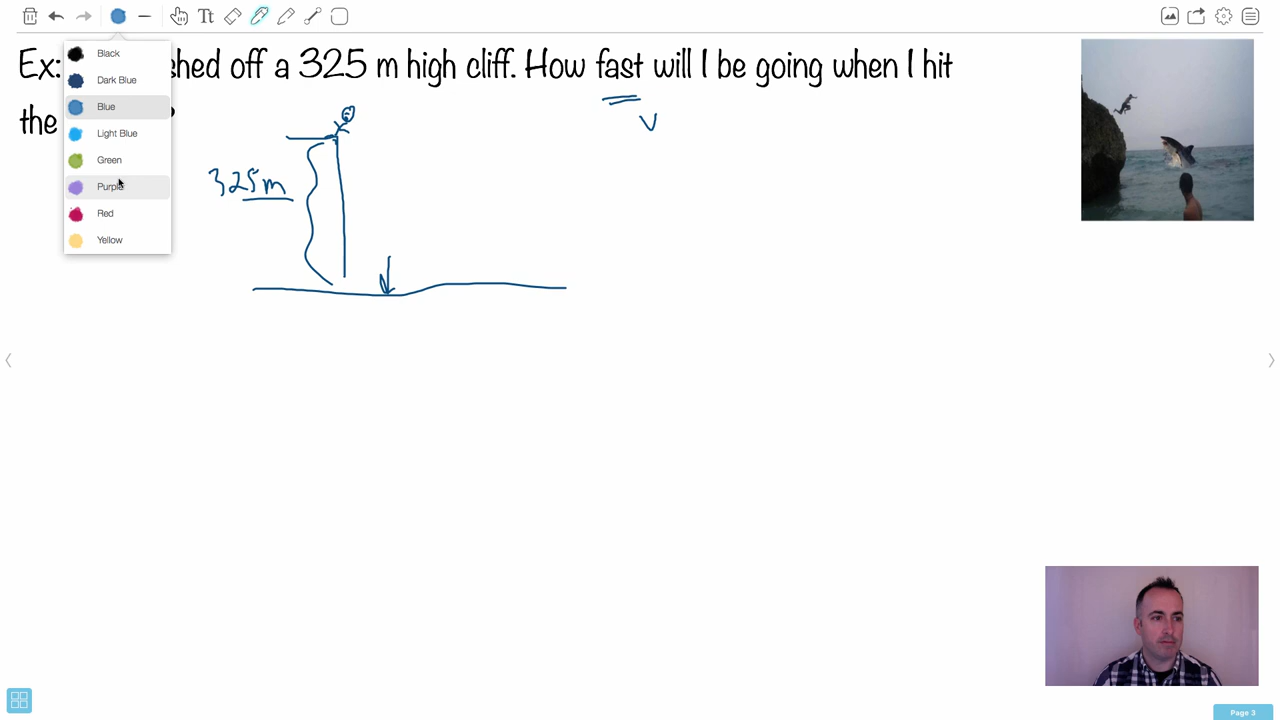 Tt
Black
Dark Blue
Blue
Light Blue
Green
Purple
Red
Yellow
Ex: shed off a 325 m high cliff. How fast will I be going when I hit
the ?
v
325m
Page 3